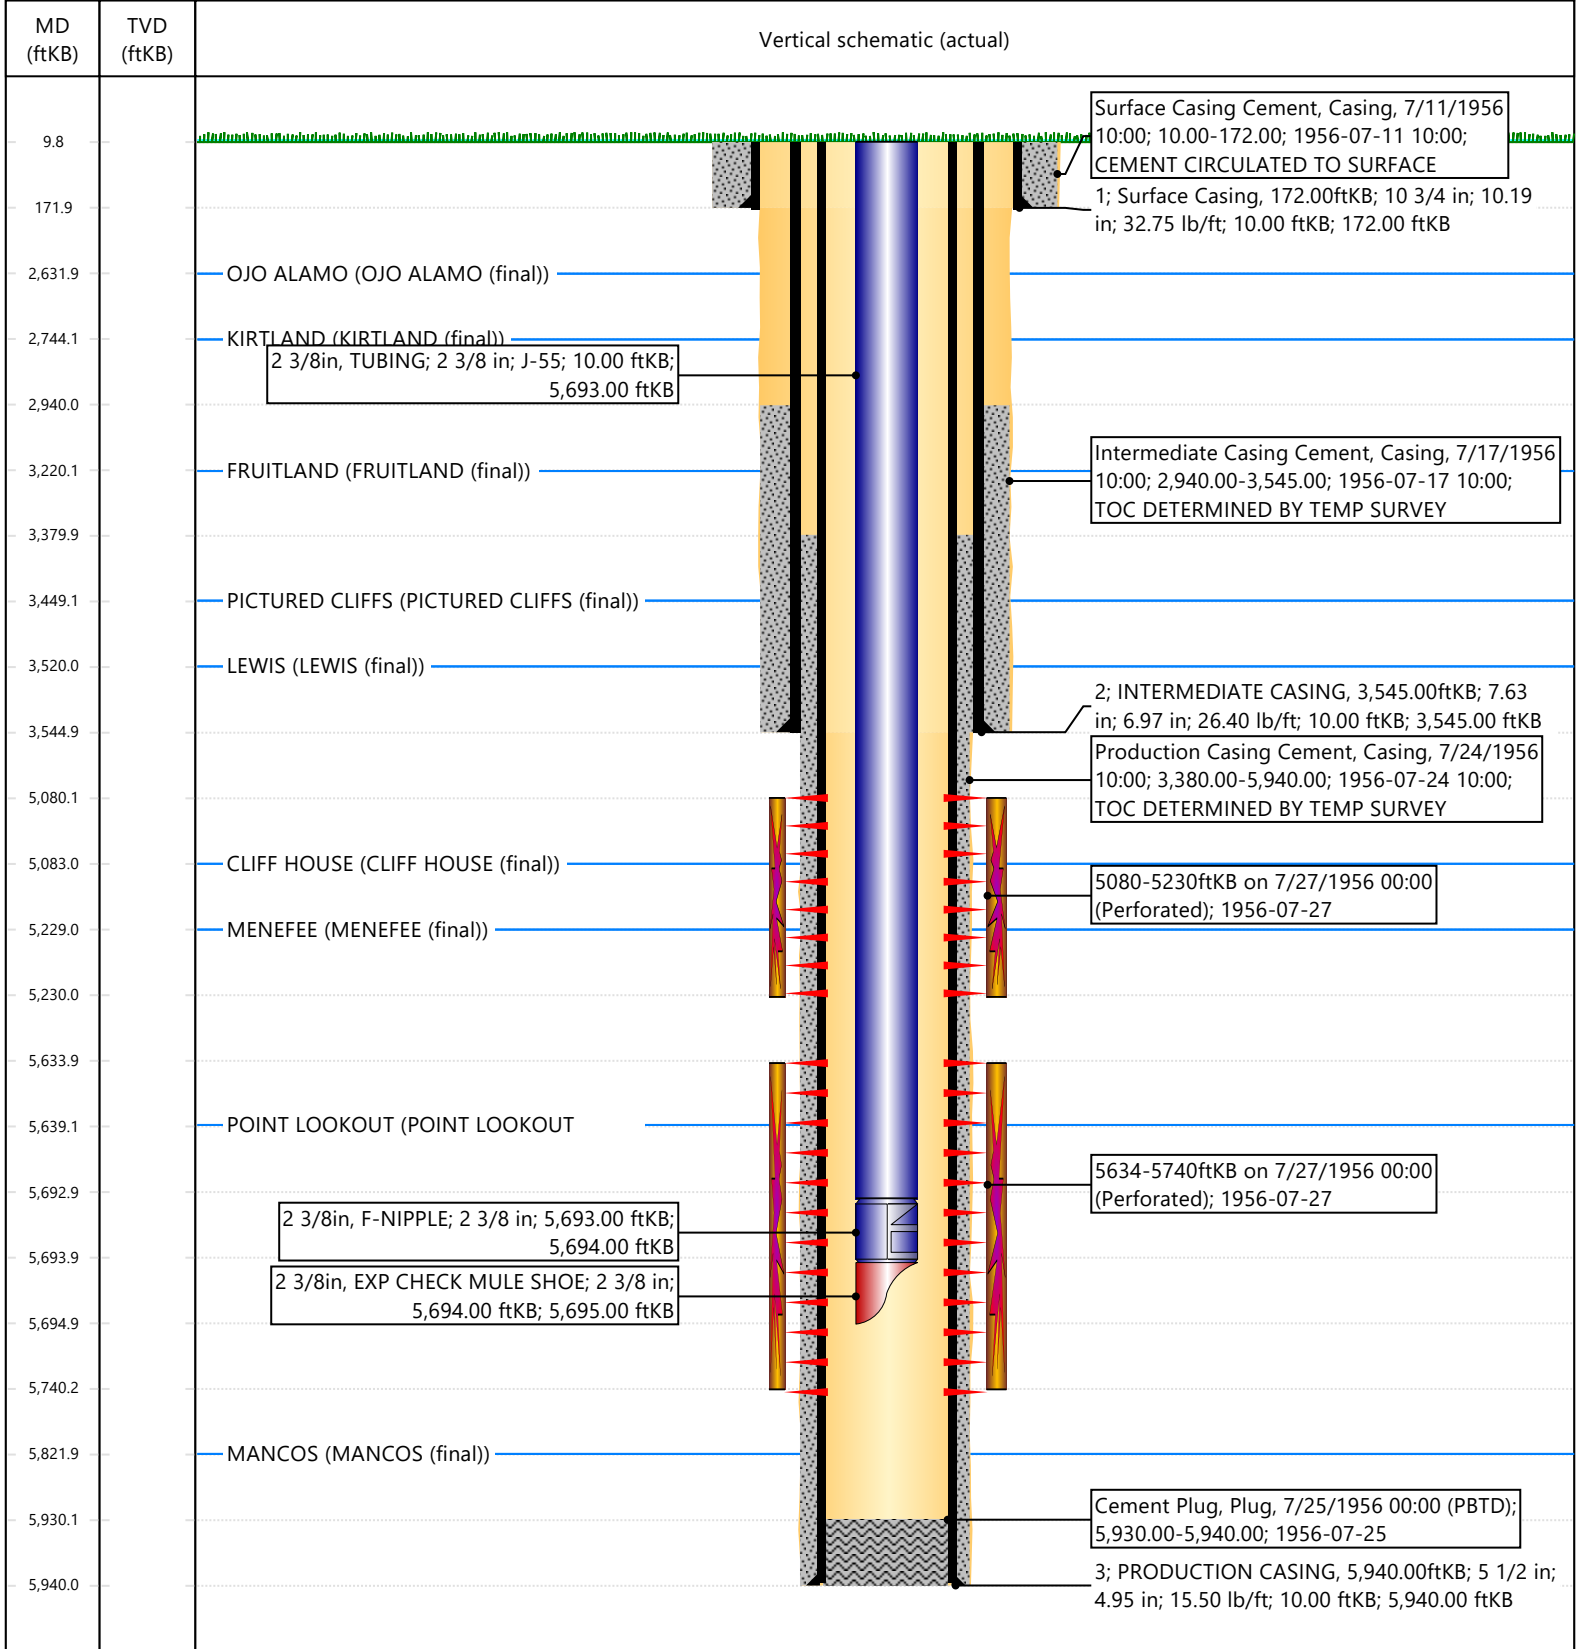 MD
(ftKB)
TVD
(ftKB)
Vertical schematic (actual)
9.8
171.9
2,631.9
2,744.1
2,940.0
3,220.1
3,379.9
3,449.1
3,520.0
3,544.9
5,080.1
5,083.0
5,229.0
5,230.0
5,633.9
5,639.1
5,692.9
5,693.9
5,694.9
5,740.2
5,821.9
5,930.1
5,940.0
OJO ALAMO (OJO ALAMO (final))
KIRTLAND (KIRTLAND (final))
2 3/8in, TUBING; 2 3/8 in; J-55; 10.00 ftKB;
5,693.00 ftKB
FRUITLAND (FRUITLAND (final))
PICTURED CLIFFS (PICTURED CLIFFS (final))
LEWIS (LEWIS (final))
CLIFF HOUSE (CLIFF HOUSE (final))
MENEFEE (MENEFEE (final))
POINT LOOKOUT (POINT LOOKOUT
2 3/8in, F-NIPPLE; 2 3/8 in; 5,693.00 ftKB;
5,694.00 ftKB
2 3/8in, EXP CHECK MULE SHOE; 2 3/8 in;
5,694.00 ftKB; 5,695.00 ftKB
MANCOS (MANCOS (final))
Surface Casing Cement, Casing, 7/11/1956
10:00; 10.00-172.00; 1956-07-11 10:00;
CEMENT CIRCULATED TO SURFACE
1; Surface Casing, 172.00ftKB; 10 3/4 in; 10.19
in; 32.75 lb/ft; 10.00 ftKB; 172.00 ftKB
Intermediate Casing Cement, Casing, 7/17/1956
10:00; 2,940.00-3,545.00; 1956-07-17 10:00;
TOC DETERMINED BY TEMP SURVEY
2; INTERMEDIATE CASING, 3,545.00ftKB; 7.63
in; 6.97 in; 26.40 lb/ft; 10.00 ftKB; 3,545.00 ftKB
Production Casing Cement, Casing, 7/24/1956
10:00; 3,380.00-5,940.00; 1956-07-24 10:00;
TOC DETERMINED BY TEMP SURVEY
5080-5230ftKB on 7/27/1956 00:00
(Perforated); 1956-07-27
5634-5740ftKB on 7/27/1956 00:00
(Perforated); 1956-07-27
Cement Plug, Plug, 7/25/1956 00:00 (PBTD);
5,930.00-5,940.00; 1956-07-25
3; PRODUCTION CASING, 5,940.00ftKB; 5 1/2 in;
4.95 in; 15.50 lb/ft; 10.00 ftKB; 5,940.00 ftKB